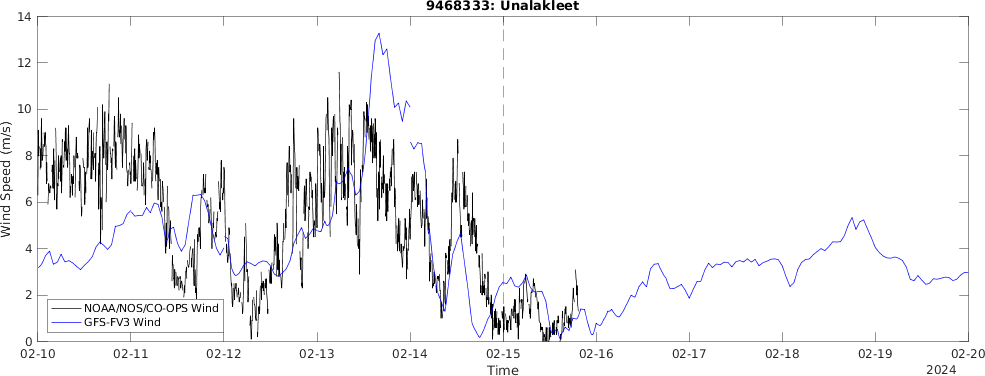 9468333: Unalakleet
Wind Speed (m/s)
14
12
10
8
6
4
2
0
NOAA/NOS/CO-OPS Wind
GFS-FV3 Wind
02-10 02-11 02-12 02-13 02-14 02-15 02-16 02-17 02-18 02-19 02-20
Time
2024